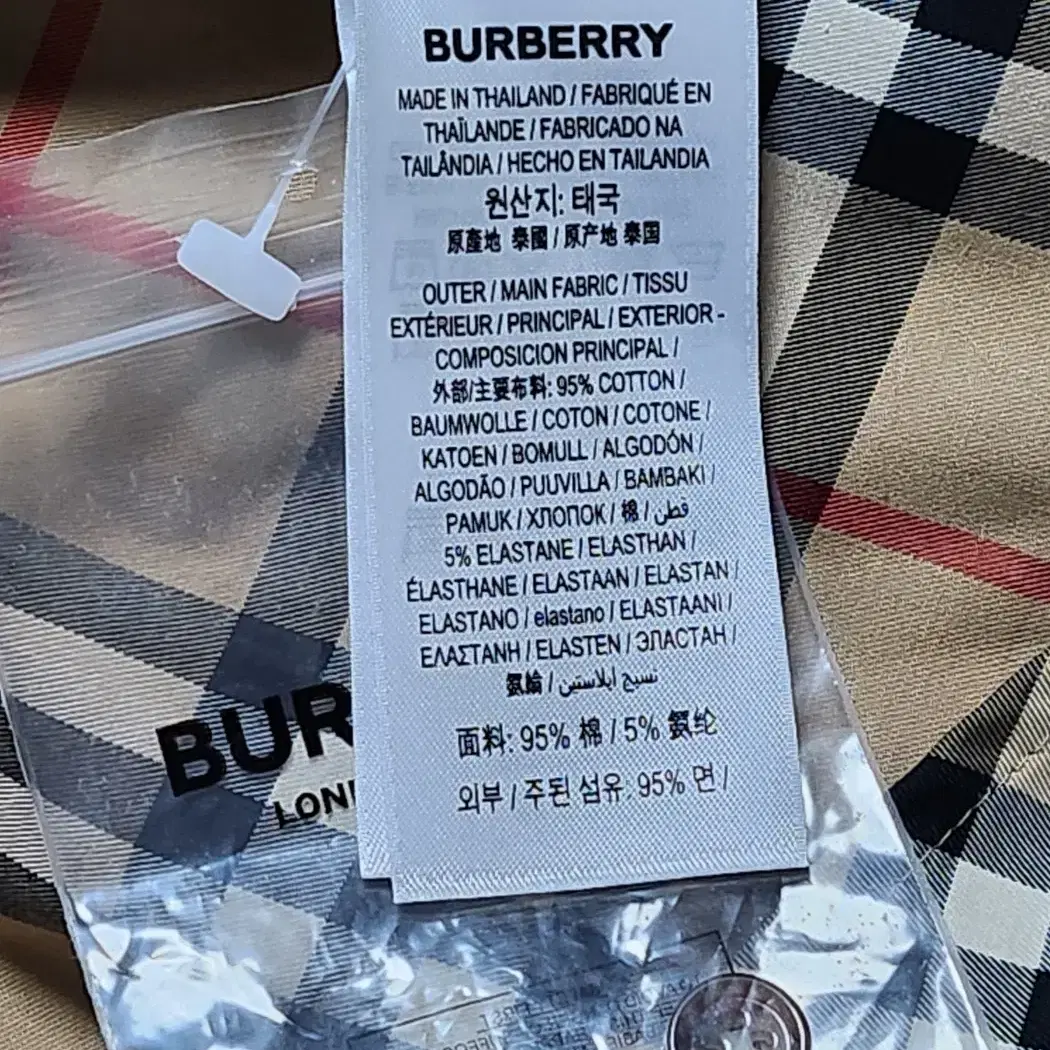 BURBERRY
MADE IN THAILAND / FABRIQUÉ EN
THAÏLANDE / FABRICADO NA
TAILÂNDIA / HECHO EN TAILANDIA
원산지: 태국
原產地 泰國 / 原产地 泰国
OUTER / MAIN FABRIC / TISSU
EXTÉRIEUR / PRINCIPAL / EXTERIOR -
COMPOSICION PRINCIPAL /
外部/主要布料: 95% COTTON /
BAUMWOLLE / COTON / COTONE /
KATOEN / BOMULL / ALGODÓN /
ALGODÃO / PUUVILLA / BAMBAKI /
PAMUK / ХЛОПОК / 棉 / قطن
5% ELASTANE / ELASTHAN /
ÉLASTHANE / ELASTAAN / ELASTAN /
ELASTANO / elastano / ELASTAANI /
ΕΛΑΣΤΑΝΗ / ELASTEN / ЭЛАСТАН /
氨綸 / نسيج ايلاستين
面料: 95% 棉 / 5% 氨纶
외부 / 주된 섬유: 95% 면 /
BUR
LON